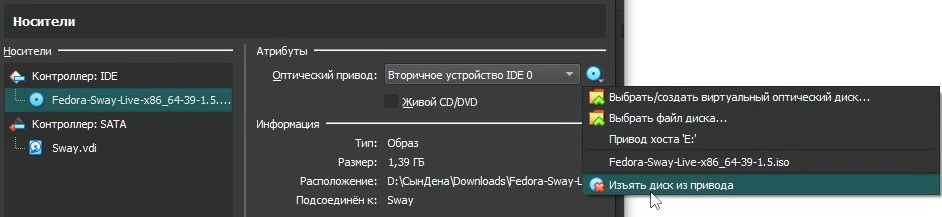 Носители
Носители
Контроллер: IDE
Fedora-Sway-Live-x86_64-39-1.5....
Контроллер: SATA
Sway.vdi
Атрибуты
Оптический привод: Вторичное устройство IDE 0
Живой CD/DVD
Информация
Тип: Образ
Размер: 1,39 ГБ
Расположение: D:\СынДена\Downloads\Fedora-Sway-L
Подсоединён к: Sway
Выбрать/создать виртуальный оптический диск...
Выбрать файл диска...
Привод хоста 'E:'
Fedora-Sway-Live-x86_64-39-1.5.iso
Изъять диск из привода